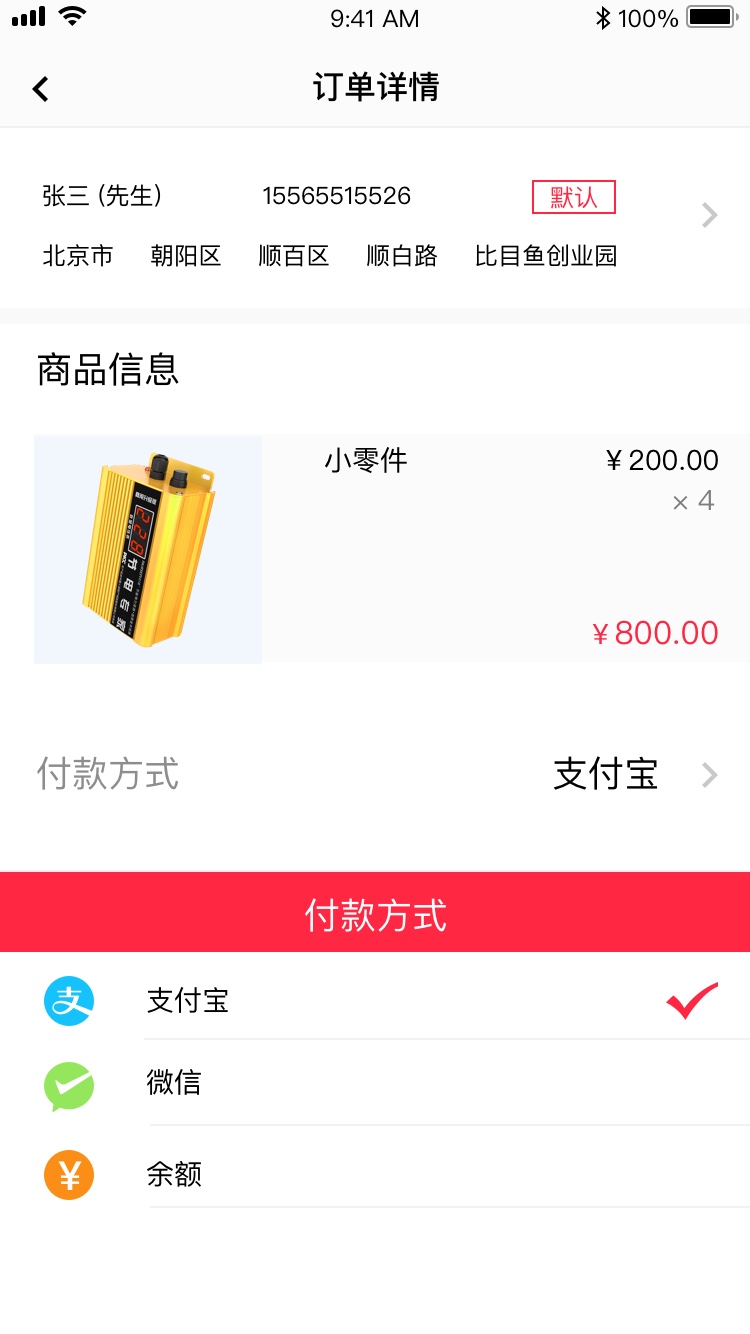 9:41 AM 100%
订单详情
张三 (先生) 15565515526 默认
北京市 朝阳区 顺百区 顺白路 比目鱼创业园
商品信息
小零件 ¥200.00
× 4
228
¥800.00
付款方式 支付宝
付款方式
支 支付宝
微信
¥ 余额